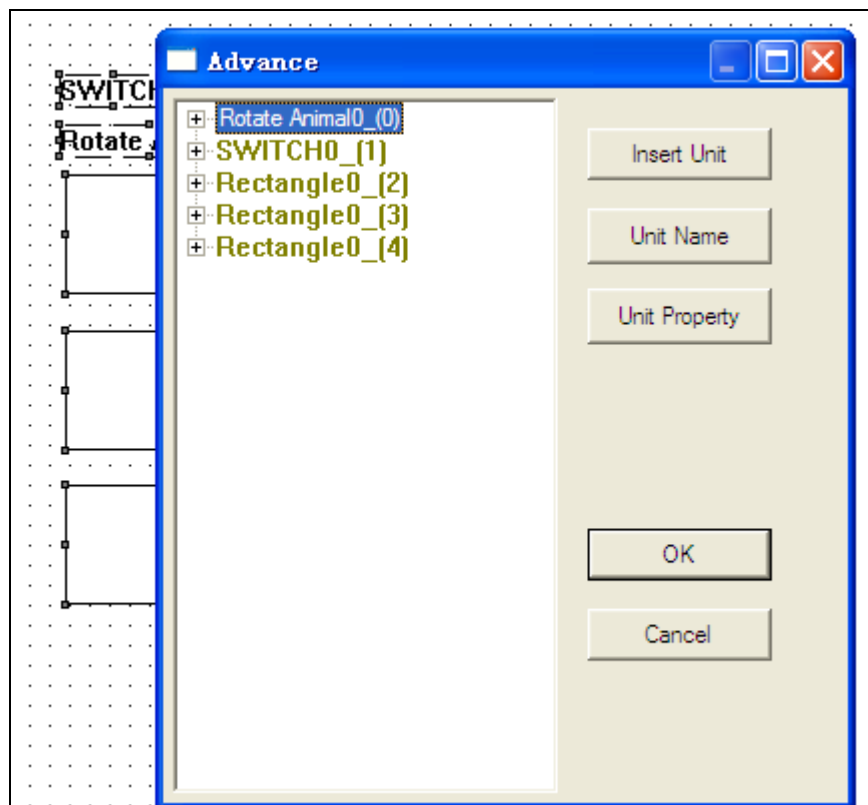 Advance
SWITCH
Rotate
Rotate Animal0_(0)
SWITCH0_(1)
Rectangle0_(2)
Rectangle0_(3)
Rectangle0_(4)
Insert Unit
Unit Name
Unit Property
OK
Cancel